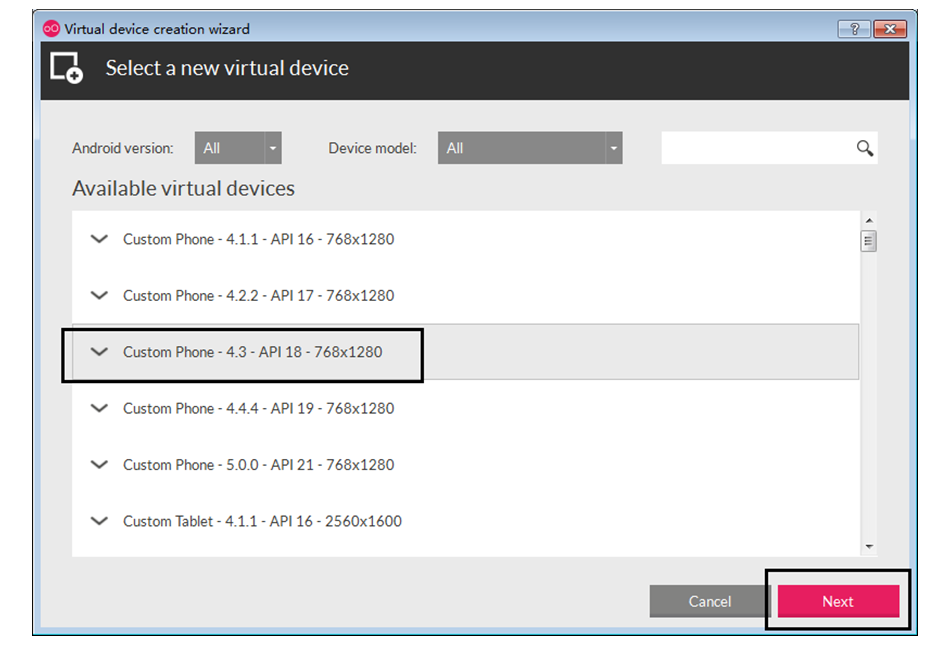 Virtual device creation wizard
Select a new virtual device
Android version: All Device model: All
Available virtual devices
Custom Phone - 4.1.1 - API 16 - 768x1280
Custom Phone - 4.2.2 - API 17 - 768x1280
Custom Phone - 4.3 - API 18 - 768x1280
Custom Phone - 4.4.4 - API 19 - 768x1280
Custom Phone - 5.0.0 - API 21 - 768x1280
Custom Tablet - 4.1.1 - API 16 - 2560x1600
Cancel Next